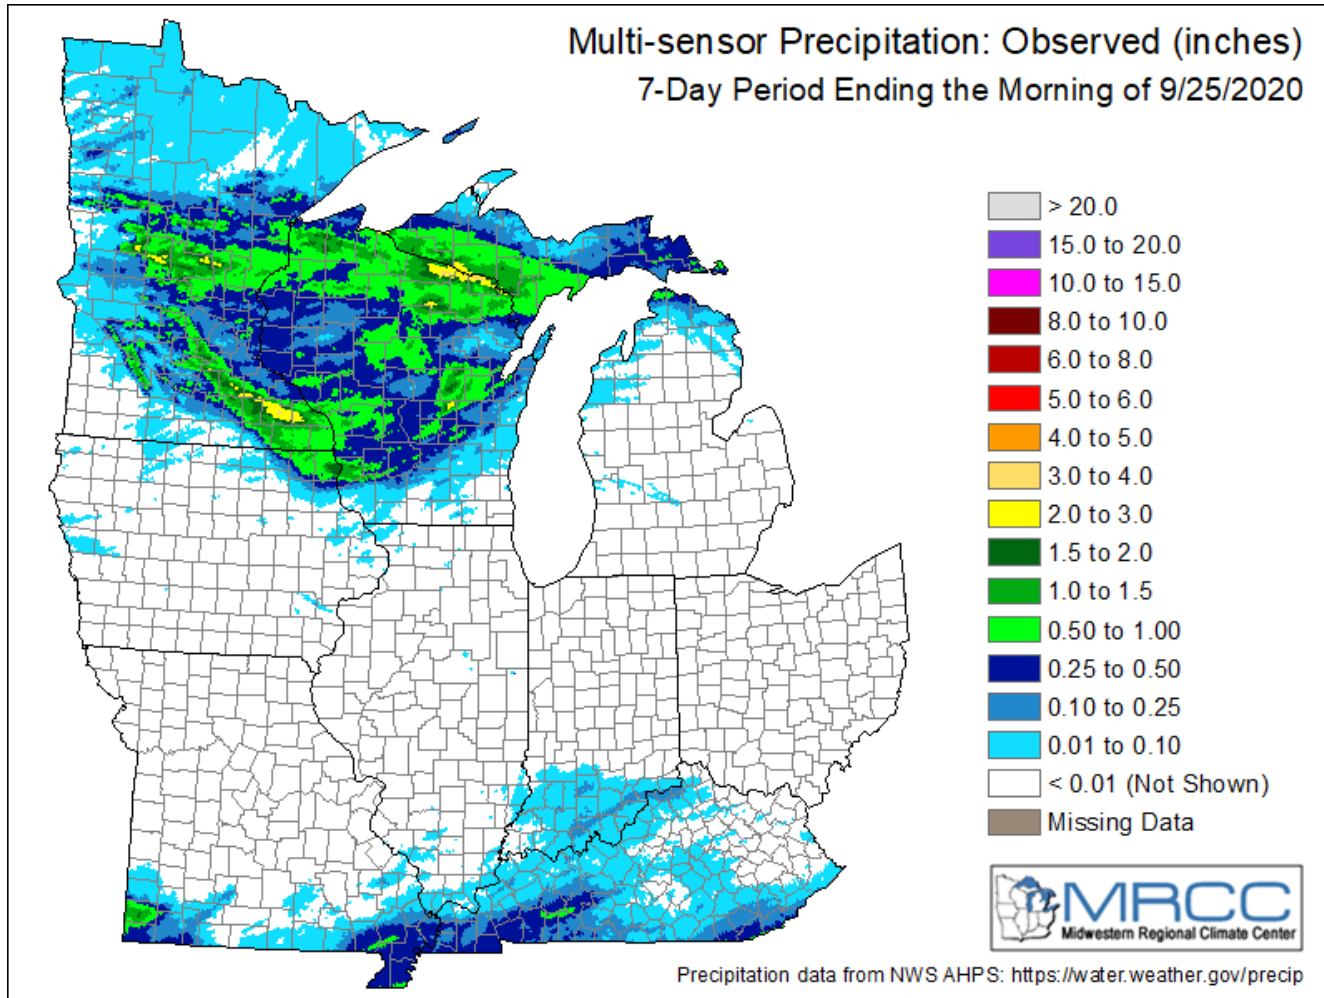 Multi-sensor Precipitation: Observed (inches)
7-Day Period Ending the Morning of 9/25/2020
> 20.0
15.0 to 20.0
10.0 to 15.0
8.0 to 10.0
6.0 to 8.0
5.0 to 6.0
4.0 to 5.0
3.0 to 4.0
2.0 to 3.0
1.5 to 2.0
1.0 to 1.5
0.50 to 1.00
0.25 to 0.50
0.10 to 0.25
0.01 to 0.10
< 0.01 (Not Shown)
Missing Data
MRCC
Midwestern Regional Climate Center
Precipitation data from NWS AHPS: https://water.weather.gov/precip